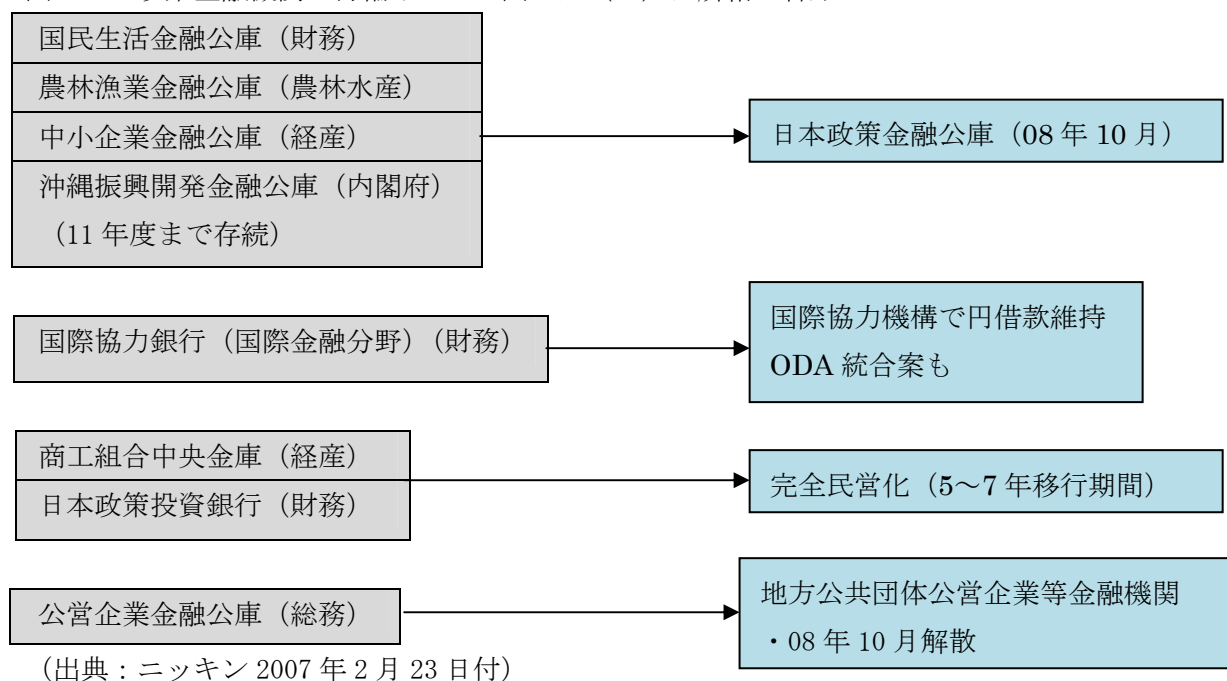 国民生活金融公庫（財務）
農林漁業金融公庫（農林水産）
中小企業金融公庫（経産）
沖縄振興開発金融公庫（内閣府）
（11 年度まで存続）
日本政策金融公庫（08 年 10 月）
国際協力銀行（国際金融分野）（財務）
国際協力機構で円借款維持
ODA 統合案も
商工組合中央金庫（経産）
日本政策投資銀行（財務）
完全民営化（5～7 年移行期間）
公営企業金融公庫（総務）
地方公共団体公営企業等金融機関
・08 年 10 月解散
（出典：ニッキン 2007 年 2 月 23 日付）